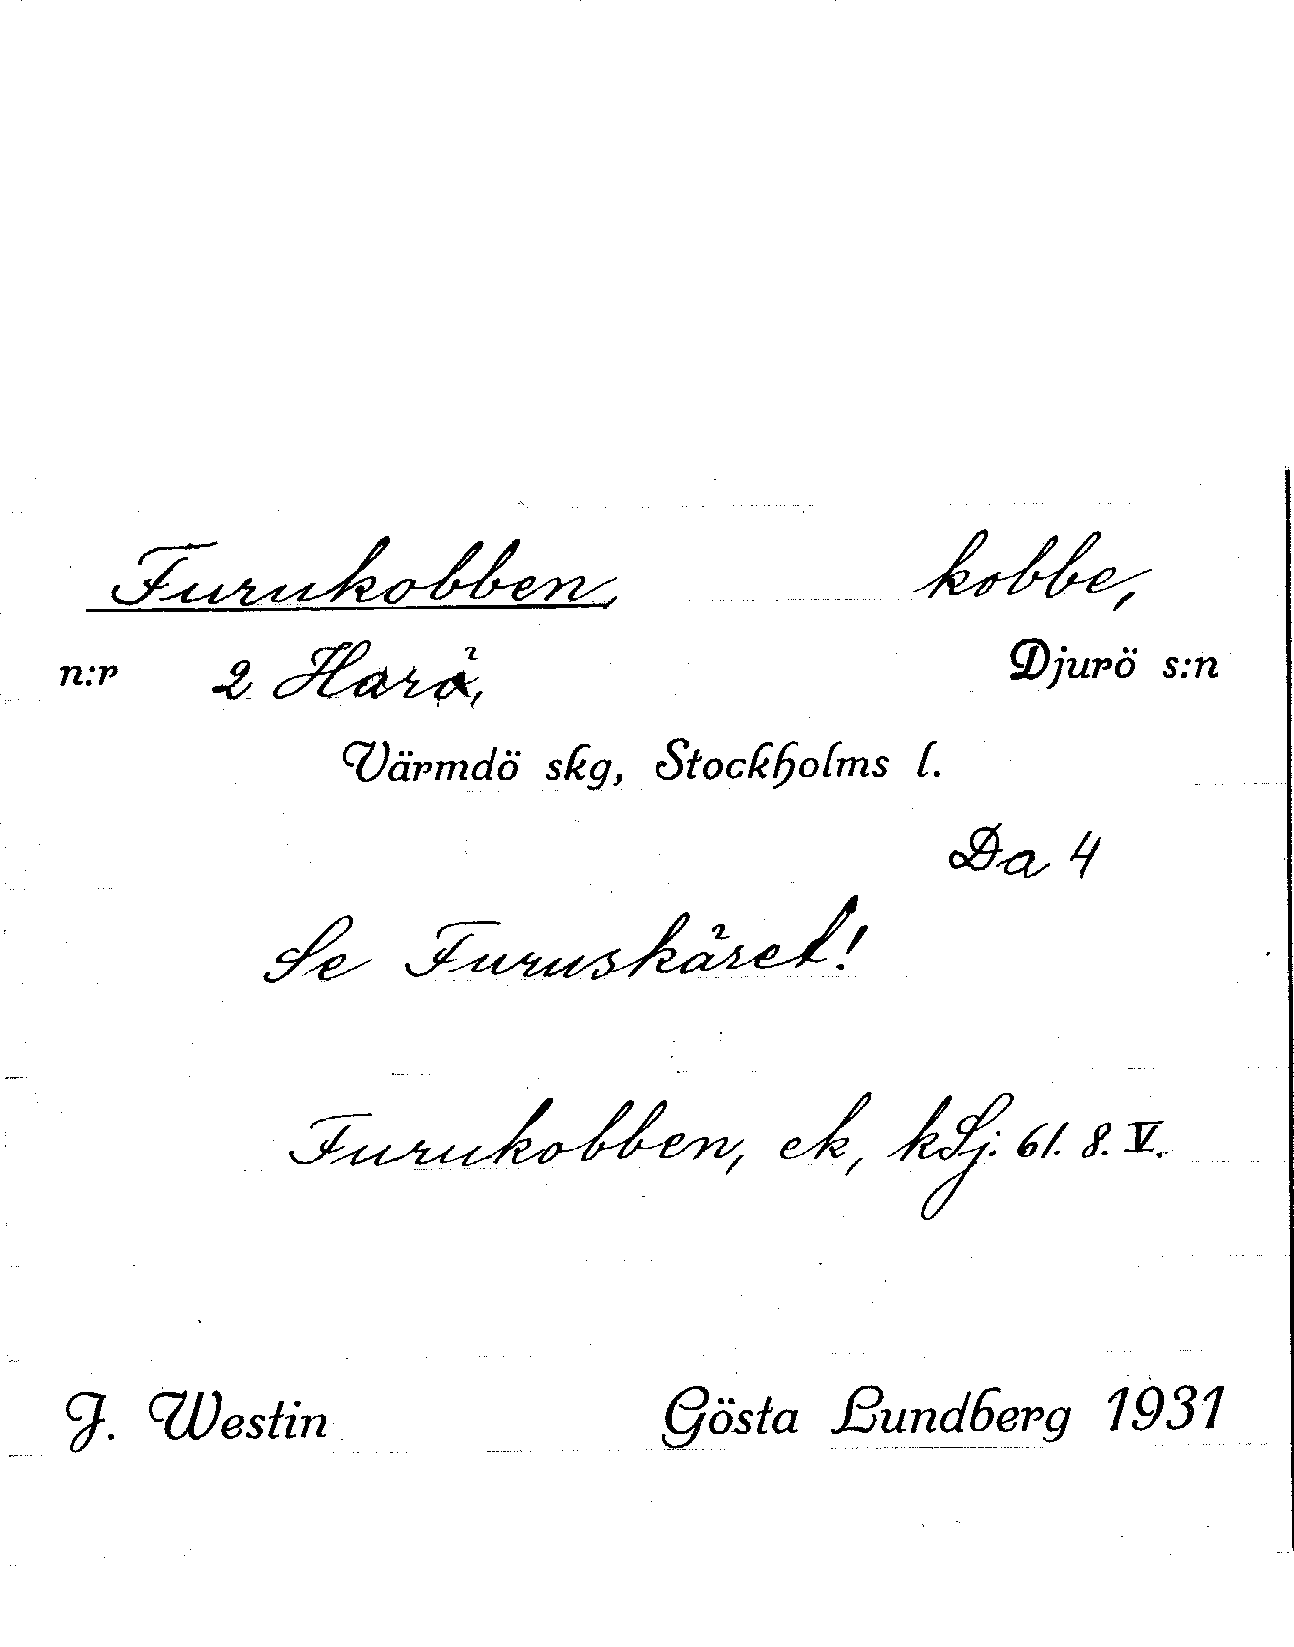 Furukobben, kobbe,
n:r 2 Harö, Djurö s:n
Värmdö skg, Stockholms l.
Da 4
Se Furuskäret!
Furukobben, ek, kSj. 61. 8. V.
J. Westin Gösta Lundberg 1931